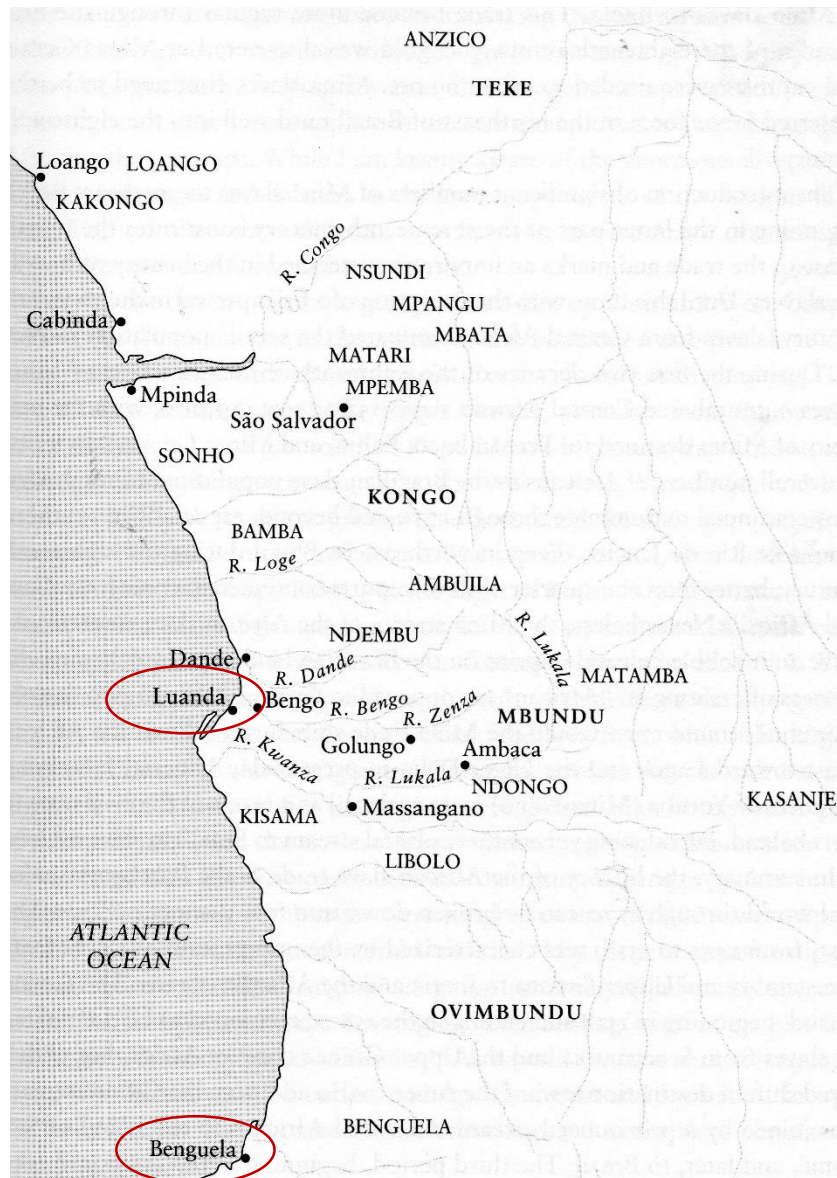 ANZICO
TEKE
Loango
LOANGO
KAKONGO
R. Congo
NSUNDI
MPANGU
Cabinda
MBATA
MATARI
Mpinda
MPEMBA
São Salvador
SONHO
KONGO
BAMBA
R. Loge
AMBUILA
R. Lukala
NDEMBU
Dande
R. Dande
MATAMBA
Luanda
Bengo
R. Bengo
R. Zenza
MBUNDU
R. Kwanza
Golungo
Ambaca
R. Lukala
NDONGO
KASANJE
KISAMA
Massangano
LIBOLO
ATLANTIC
OCEAN
OVIMBUNDU
BENGUELA
Benguela